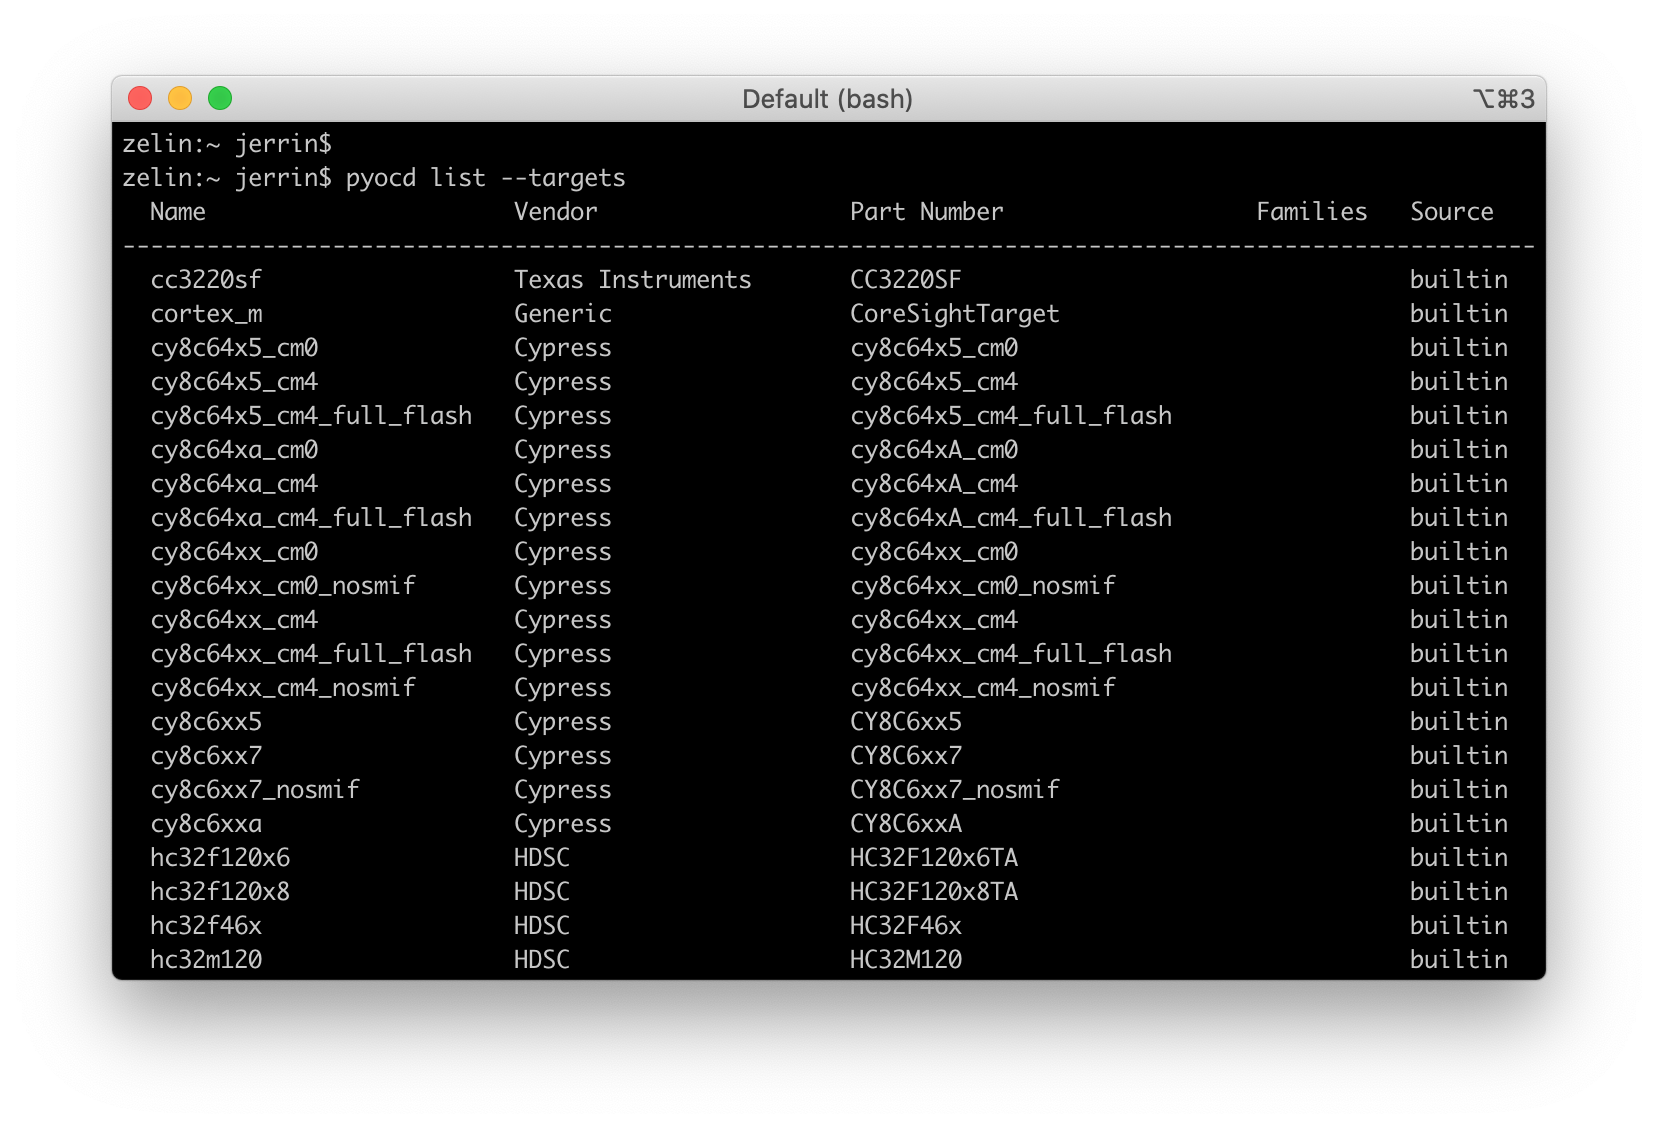 Default (bash) ⌥⌘3
zelin:~ jerrin$
zelin:~ jerrin$ pyocd list --targets
Name Vendor Part Number Families Source
-----------------------------------------------------------------------------------------------------
cc3220sf Texas Instruments CC3220SF builtin
cortex_m Generic CoreSightTarget builtin
cy8c64x5_cm0 Cypress cy8c64x5_cm0 builtin
cy8c64x5_cm4 Cypress cy8c64x5_cm4 builtin
cy8c64x5_cm4_full_flash Cypress cy8c64x5_cm4_full_flash builtin
cy8c64xa_cm0 Cypress cy8c64xA_cm0 builtin
cy8c64xa_cm4 Cypress cy8c64xA_cm4 builtin
cy8c64xa_cm4_full_flash Cypress cy8c64xA_cm4_full_flash builtin
cy8c64xx_cm0 Cypress cy8c64xx_cm0 builtin
cy8c64xx_cm0_nosmif Cypress cy8c64xx_cm0_nosmif builtin
cy8c64xx_cm4 Cypress cy8c64xx_cm4 builtin
cy8c64xx_cm4_full_flash Cypress cy8c64xx_cm4_full_flash builtin
cy8c64xx_cm4_nosmif Cypress cy8c64xx_cm4_nosmif builtin
cy8c6xx5 Cypress CY8C6xx5 builtin
cy8c6xx7 Cypress CY8C6xx7 builtin
cy8c6xx7_nosmif Cypress CY8C6xx7_nosmif builtin
cy8c6xxa Cypress CY8C6xxA builtin
hc32f120x6 HDSC HC32F120x6TA builtin
hc32f120x8 HDSC HC32F120x8TA builtin
hc32f46x HDSC HC32F46x builtin
hc32m120 HDSC HC32M120 builtin